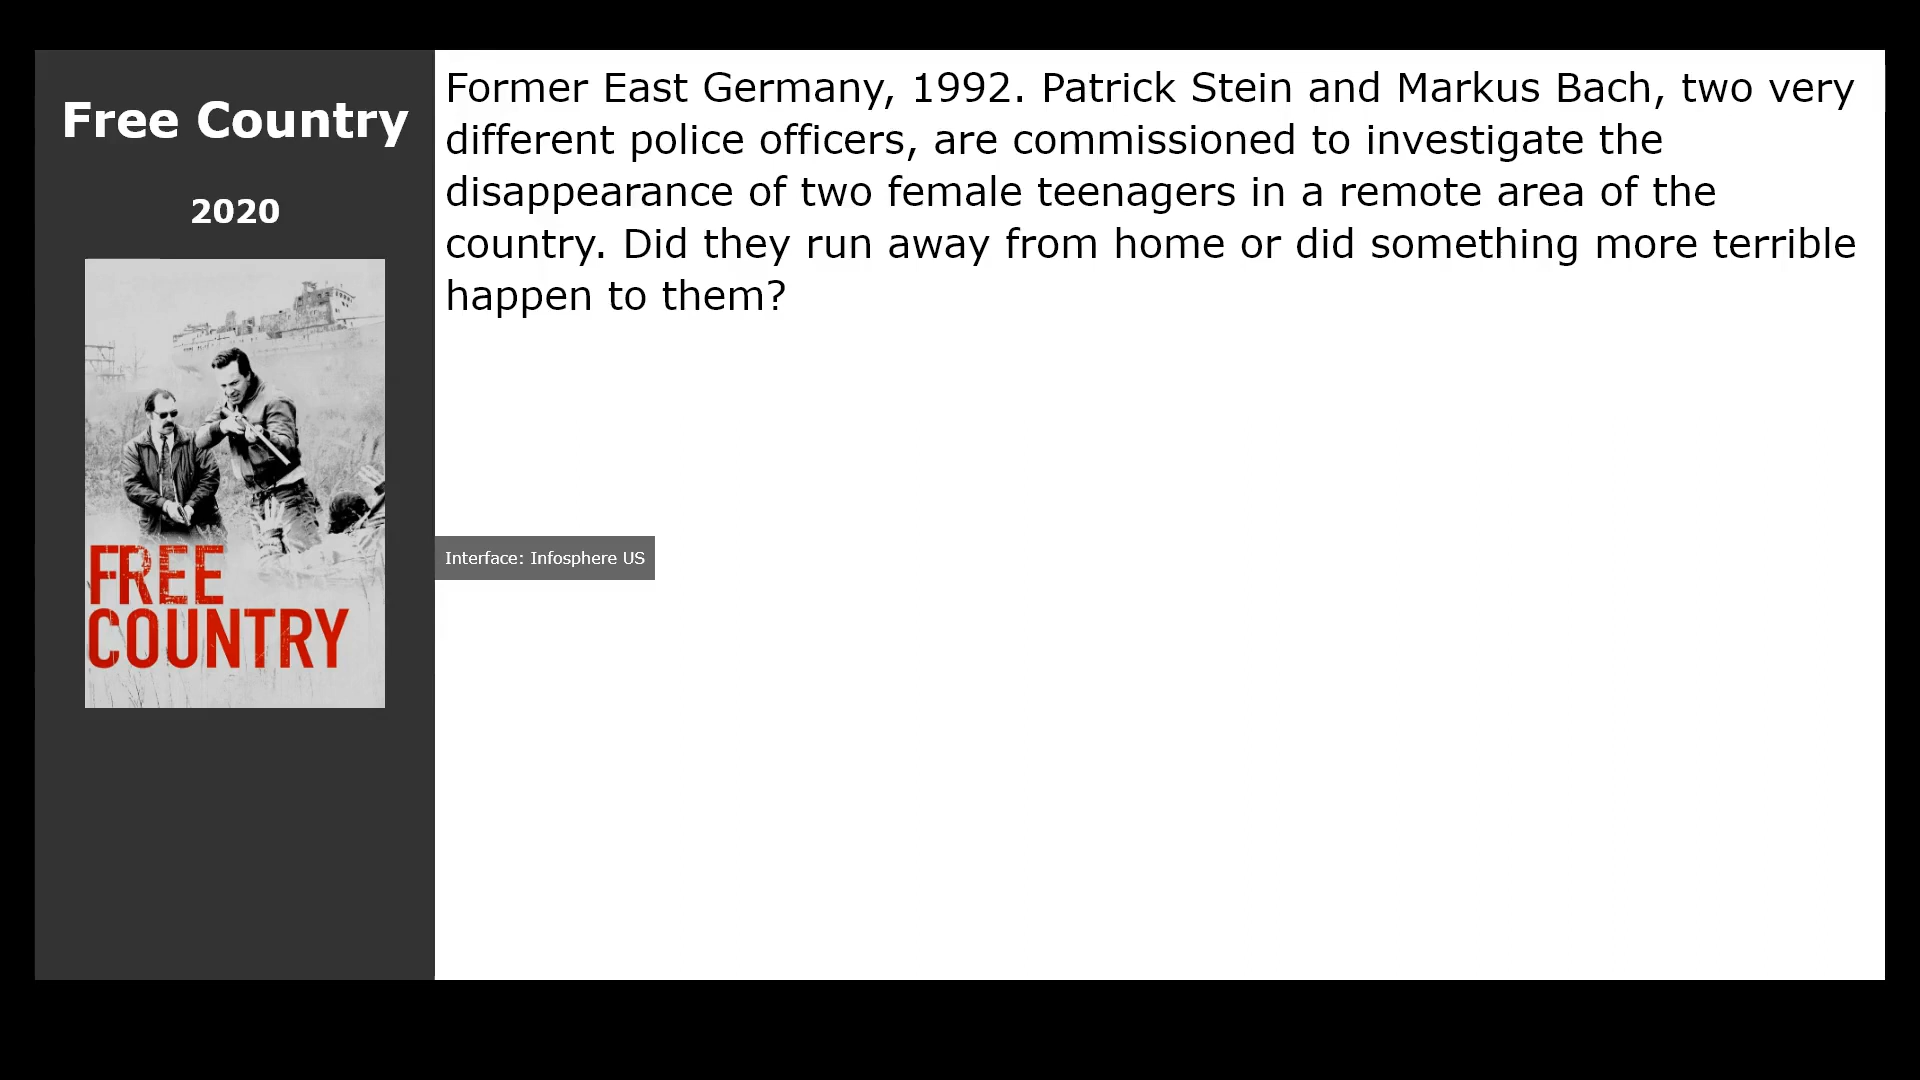 Free Country
2020
FREE
COUNTRY
Former East Germany, 1992. Patrick Stein and Markus Bach, two very
different police officers, are commissioned to investigate the
disappearance of two female teenagers in a remote area of the
country. Did they run away from home or did something more terrible
happen to them?
Interface: Infosphere US